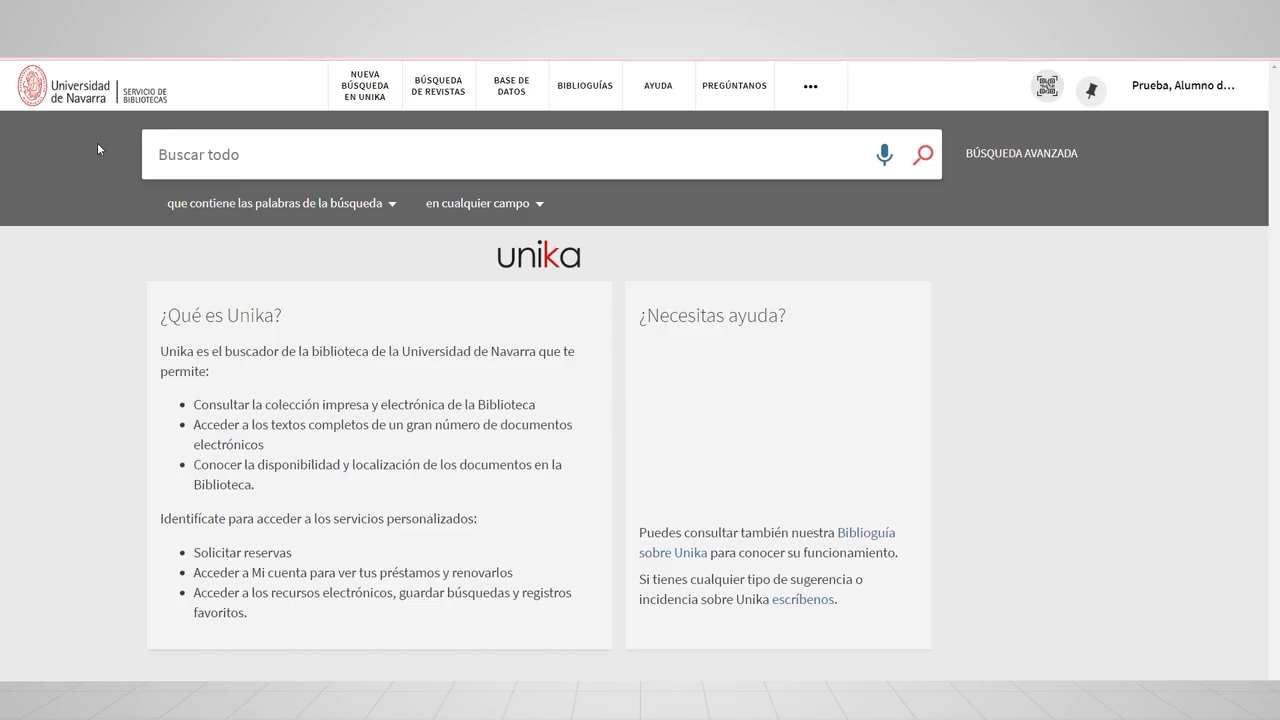 Universidad
de Navarra
SERVICIO DE
BIBLIOTECAS
NUEVA
BÚSQUEDA
EN UNIKA
BÚSQUEDA
DE REVISTAS
BASE DE
DATOS
BIBLIOGUÍAS
AYUDA
PREGÚNTANOS
•••
Prueba, Alumno d...
Buscar todo
BÚSQUEDA AVANZADA
que contiene las palabras de la búsqueda
en cualquier campo
unika
¿Qué es Unika?
Unika es el buscador de la biblioteca de la Universidad de Navarra que te
permite:
• Consultar la colección impresa y electrónica de la Biblioteca
• Acceder a los textos completos de un gran número de documentos
electrónicos
• Conocer la disponibilidad y localización de los documentos en la
Biblioteca.
Identifícate para acceder a los servicios personalizados:
• Solicitar reservas
• Acceder a Mi cuenta para ver tus préstamos y renovarlos
• Acceder a los recursos electrónicos, guardar búsquedas y registros
favoritos.
¿Necesitas ayuda?
Puedes consultar también nuestra Biblioguía
sobre Unika para conocer su funcionamiento.
Si tienes cualquier tipo de sugerencia o
incidencia sobre Unika escríbenos.